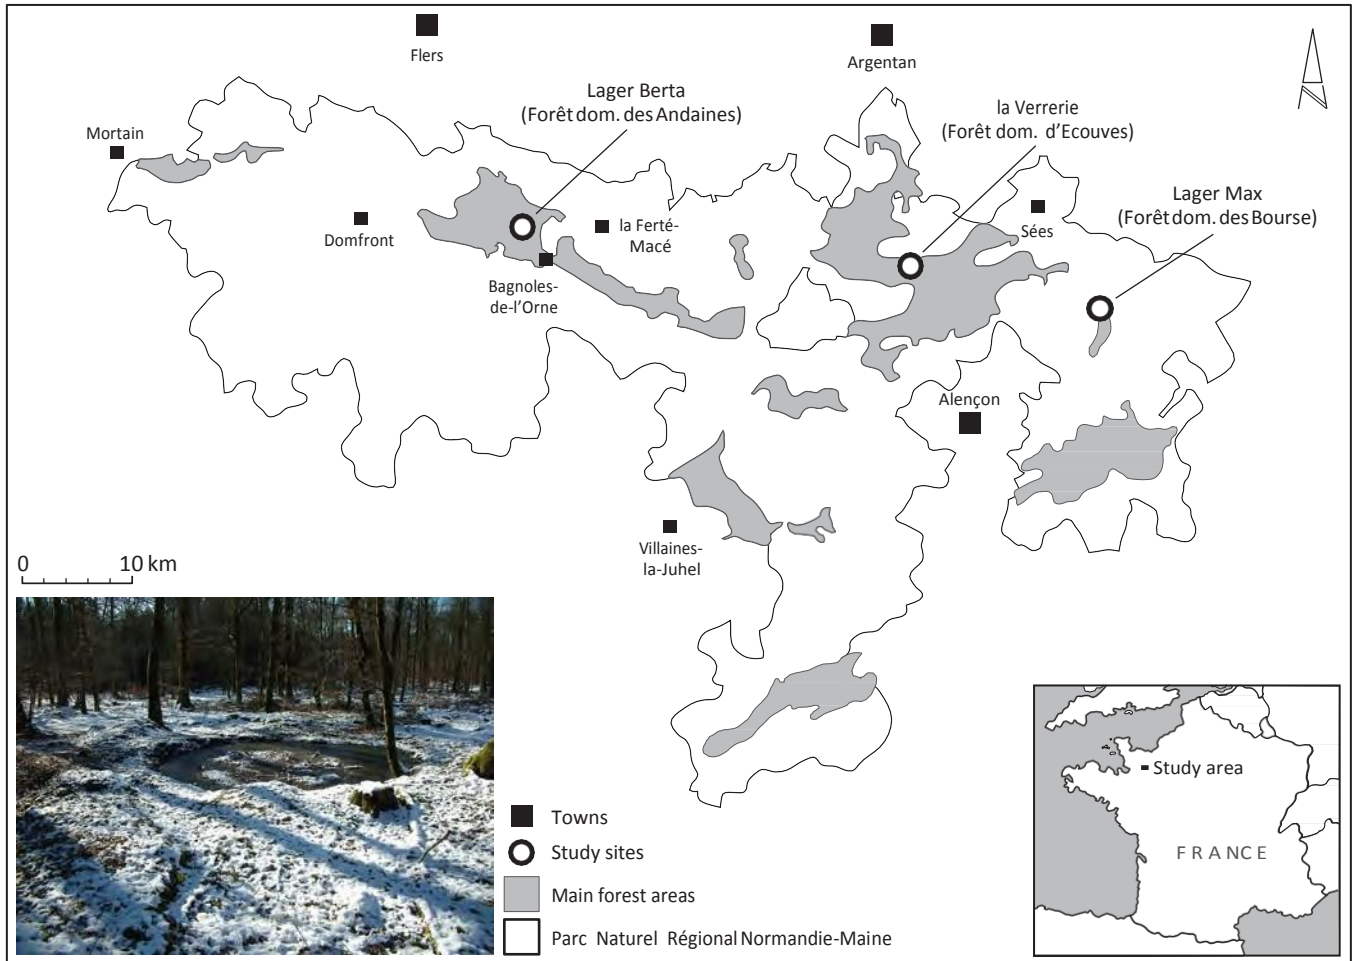 Flers
Argentan
Lager Berta
(Forêt dom. des Andaines)
la Verrerie
(Forêt dom. d'Ecouves)
Mortain
Lager Max
(Forêt dom. des Bourse)
Domfront
la Ferté-
Macé
Sées
Bagnoles-
de-l'Orne
Alençon
Villaines-
la-Juhel
0 10 km
Towns
Study sites
Main forest areas
Parc Naturel Régional Normandie-Maine
Study area
FRANCE